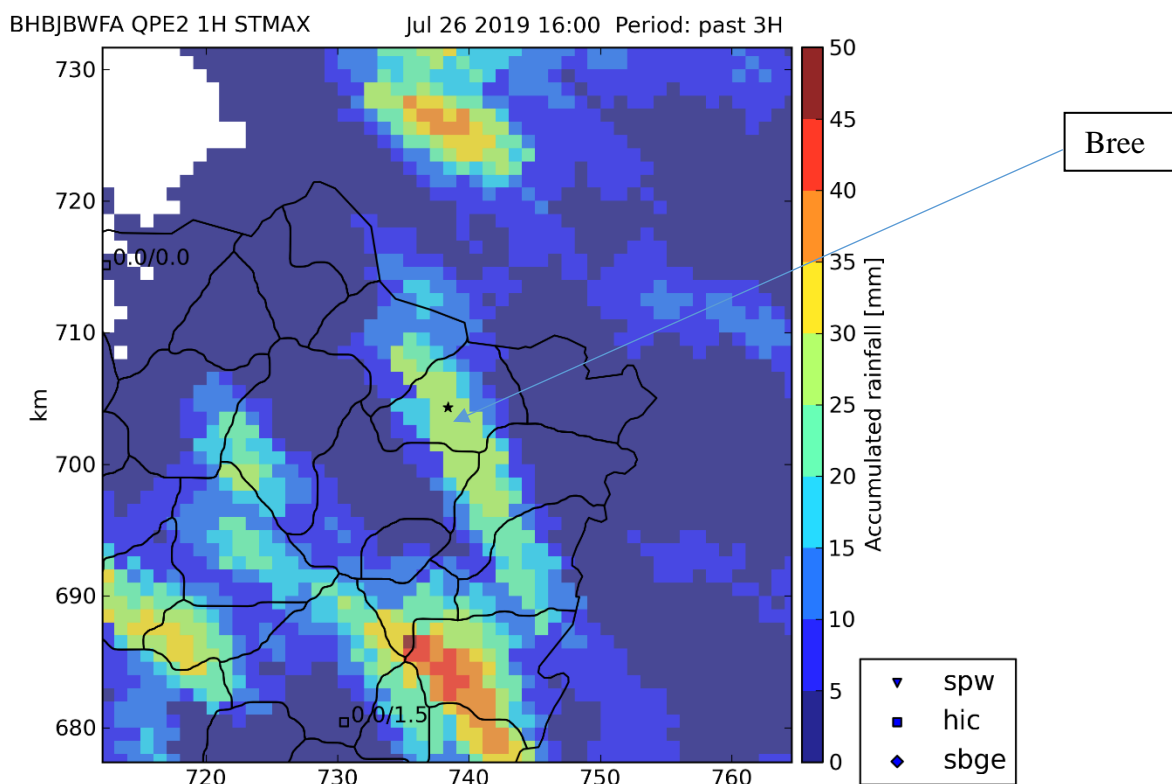 BHBJBWFA QPE2 1H STMAX Jul 26 2019 16:00 Period: past 3H
730
720
710
700
690
680
km
720 730 740 750 760
0.0/0.0
0.0/1.5
50
45
40
35
30
25
20
15
10
5
0
Accumulated rainfall [mm]
Bree
spw
hic
sbge